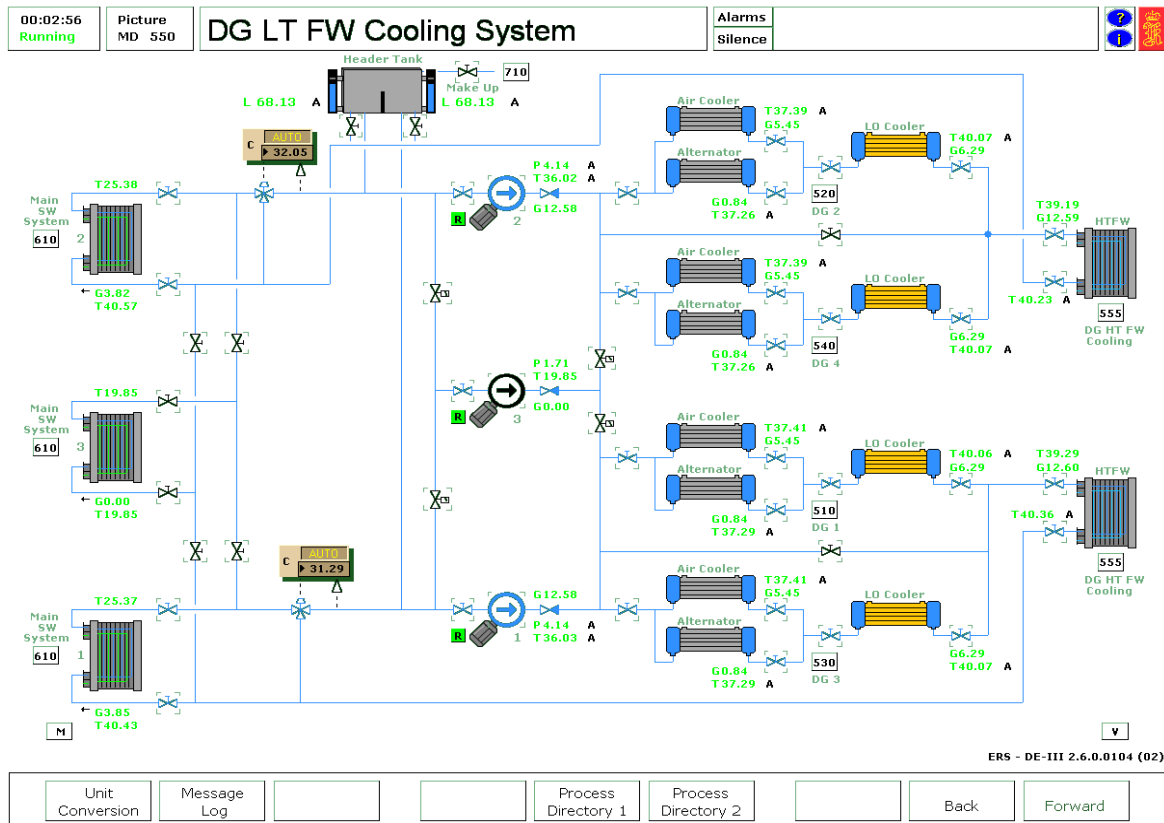 00:02:56
Running
Picture
MD 550
DG LT FW Cooling System
Alarms
Silence
?
i
Header Tank
710
Make Up
L 68.13 A
L 68.13 A
C
AUTO
32.05
T25.38
Main
SW
System
610
2
G3.82
T40.57
P4.14 A
T36.02 A
G12.58
R
2
Air Cooler
T37.39 A
G5.45
Alternator
G0.84
T37.26 A
LO Cooler
T40.07 A
G6.29
520
DG 2
T39.19
G12.59
HTFW
T40.23 A
555
DG HT FW
Cooling
Air Cooler
T37.39 A
G5.45
Alternator
G0.84
T37.26 A
LO Cooler
G6.29
T40.07 A
540
DG 4
T19.85
Main
SW
System
610
3
G0.00
T19.85
P1.71
T19.85
G0.00
R
3
Air Cooler
T37.41 A
G5.45
Alternator
G0.84
T37.29 A
LO Cooler
T40.06 A
G6.29
510
DG 1
T39.29
G12.60
HTFW
T40.36 A
555
DG HT FW
Cooling
C
AUTO
31.29
T25.37
Main
SW
System
610
1
G3.85
T40.43
G12.58
P4.14 A
T36.03 A
R
1
Air Cooler
T37.41 A
G5.45
Alternator
G0.84
T37.29 A
LO Cooler
G6.29
T40.07 A
530
DG 3
M
V
ERS - DE-III 2.6.0.0104 (02)
Unit
Conversion
Message
Log
Process
Directory 1
Process
Directory 2
Back
Forward